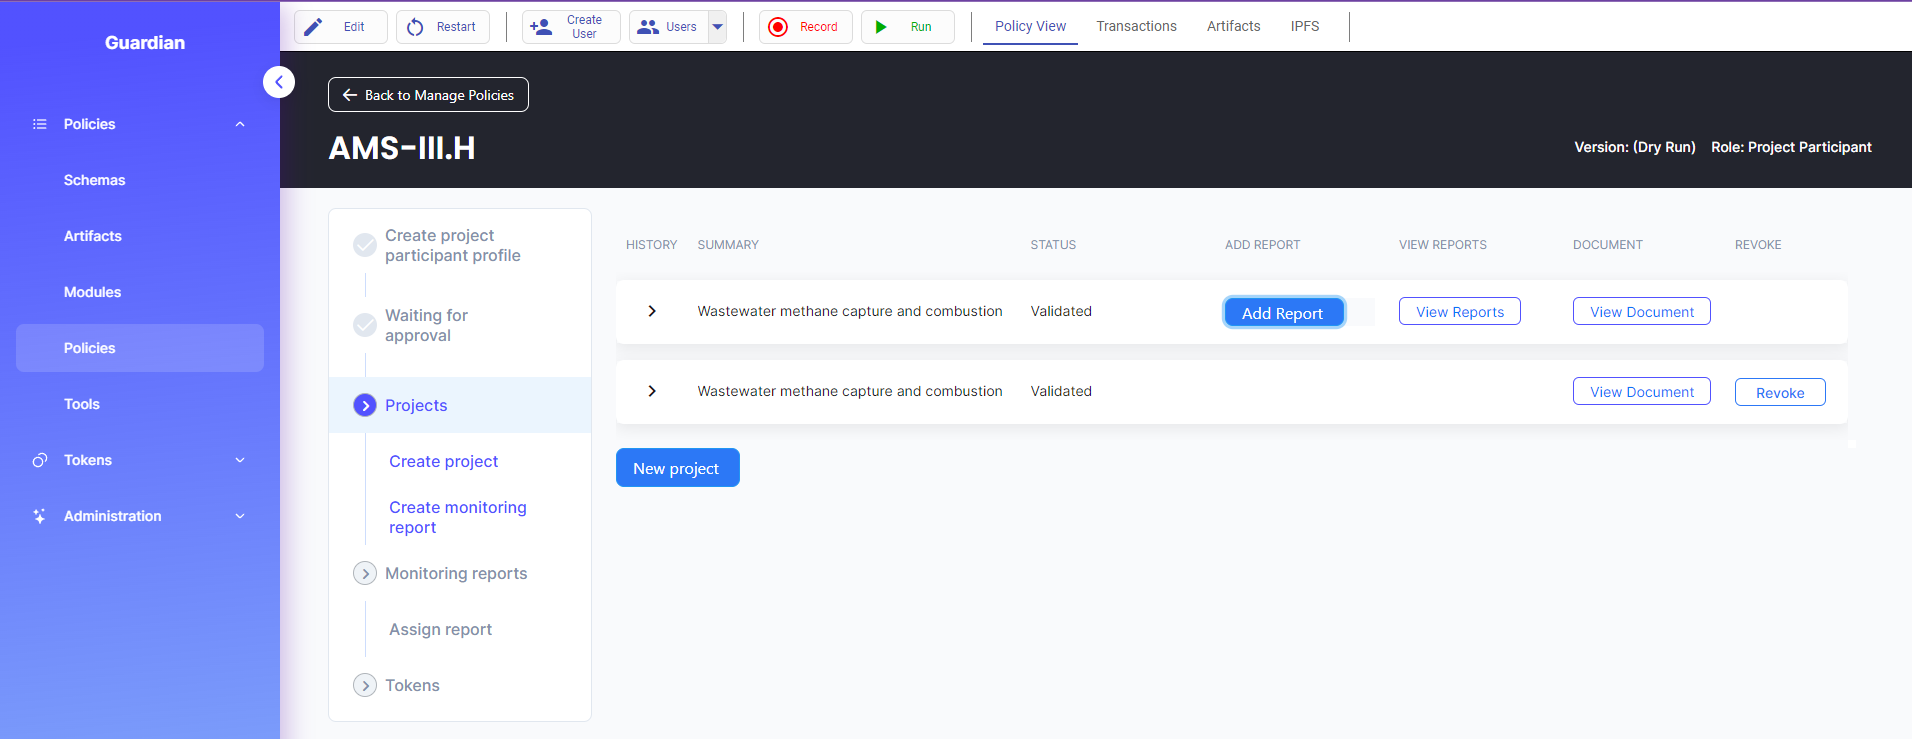 Guardian
Policies
Schemas
Artifacts
Modules
Policies
Tools
Tokens
Administration
Edit
Restart
Create
User
Users
Record
Run
Policy View
Transactions
Artifacts
IPFS
Back to Manage Policies
AMS-III.H
Version: (Dry Run) Role: Project Participant
Create project
participant profile
Waiting for
approval
Projects
Create project
Create monitoring
report
Monitoring reports
Assign report
Tokens
HISTORY SUMMARY STATUS ADD REPORT VIEW REPORTS DOCUMENT REVOKE
Wastewater methane capture and combustion Validated Add Report View Reports View Document
Wastewater methane capture and combustion Validated View Document Revoke
New project